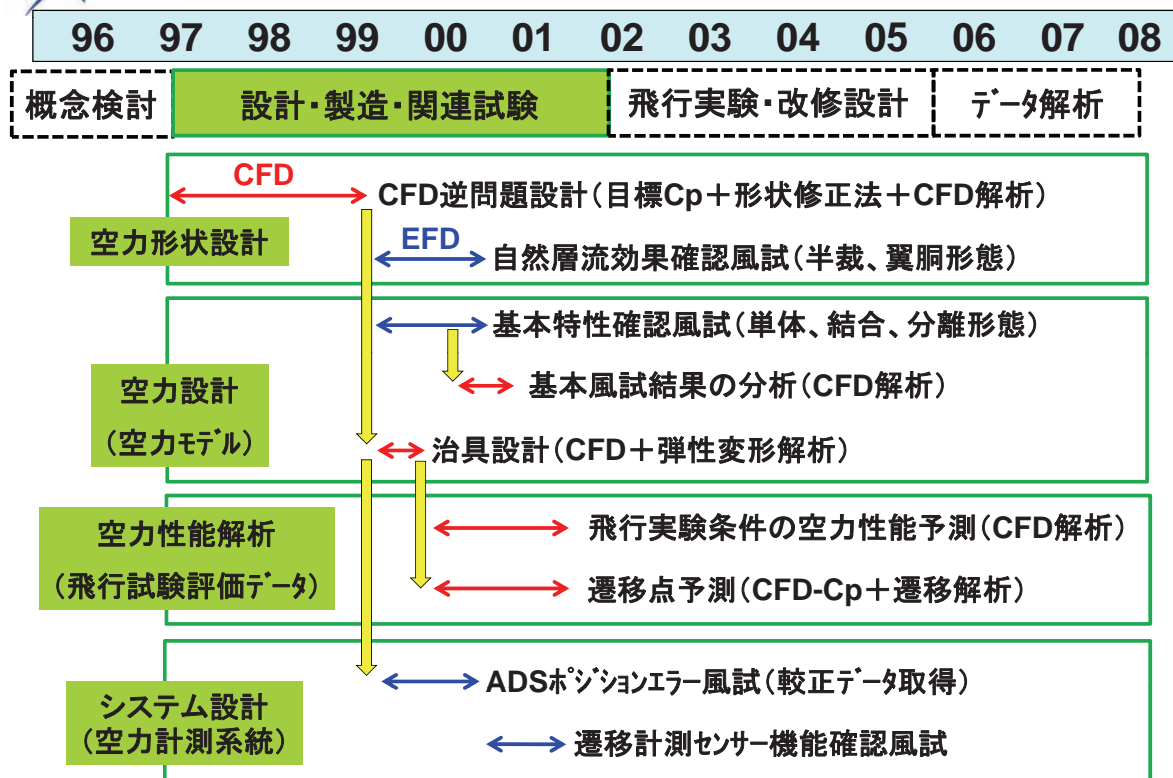 96 97 98 99 00 01 02 03 04 05 06 07 08
概念検討 設計・製造・関連試験 飛行実験・改修設計 ﾃﾞｰﾀ解析
CFD
CFD逆問題設計（目標Cp＋形状修正法＋CFD解析）
空力形状設計
EFD
自然層流効果確認風試（半裁、翼胴形態）
基本特性確認風試（単体、結合、分離形態）
基本風試結果の分析（CFD解析）
空力設計
（空力ﾓﾃﾞﾙ）
治具設計（CFD＋弾性変形解析）
空力性能解析
（飛行試験評価ﾃﾞｰﾀ）
飛行実験条件の空力性能予測（CFD解析）
遷移点予測（CFD-Cp＋遷移解析）
システム設計
（空力計測系統）
ADSﾎﾟｼﾞｼｮﾝｴﾗｰ風試（較正ﾃﾞｰﾀ取得）
遷移計測ｾﾝｻｰ機能確認風試